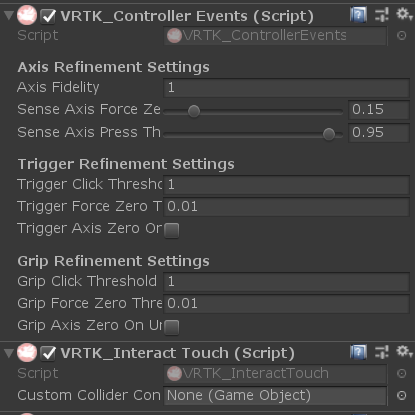 VRTK_Controller Events (Script)
Script VRTK_ControllerEvents
Axis Refinement Settings
Axis Fidelity 1
Sense Axis Force Ze 0.15
Sense Axis Press Th 0.95
Trigger Refinement Settings
Trigger Click Thresho 1
Trigger Force Zero T 0.01
Trigger Axis Zero On
Grip Refinement Settings
Grip Click Threshold 1
Grip Force Zero Thre 0.01
Grip Axis Zero On Un
VRTK_Interact Touch (Script)
Script VRTK_InteractTouch
Custom Collider Con None (Game Object)